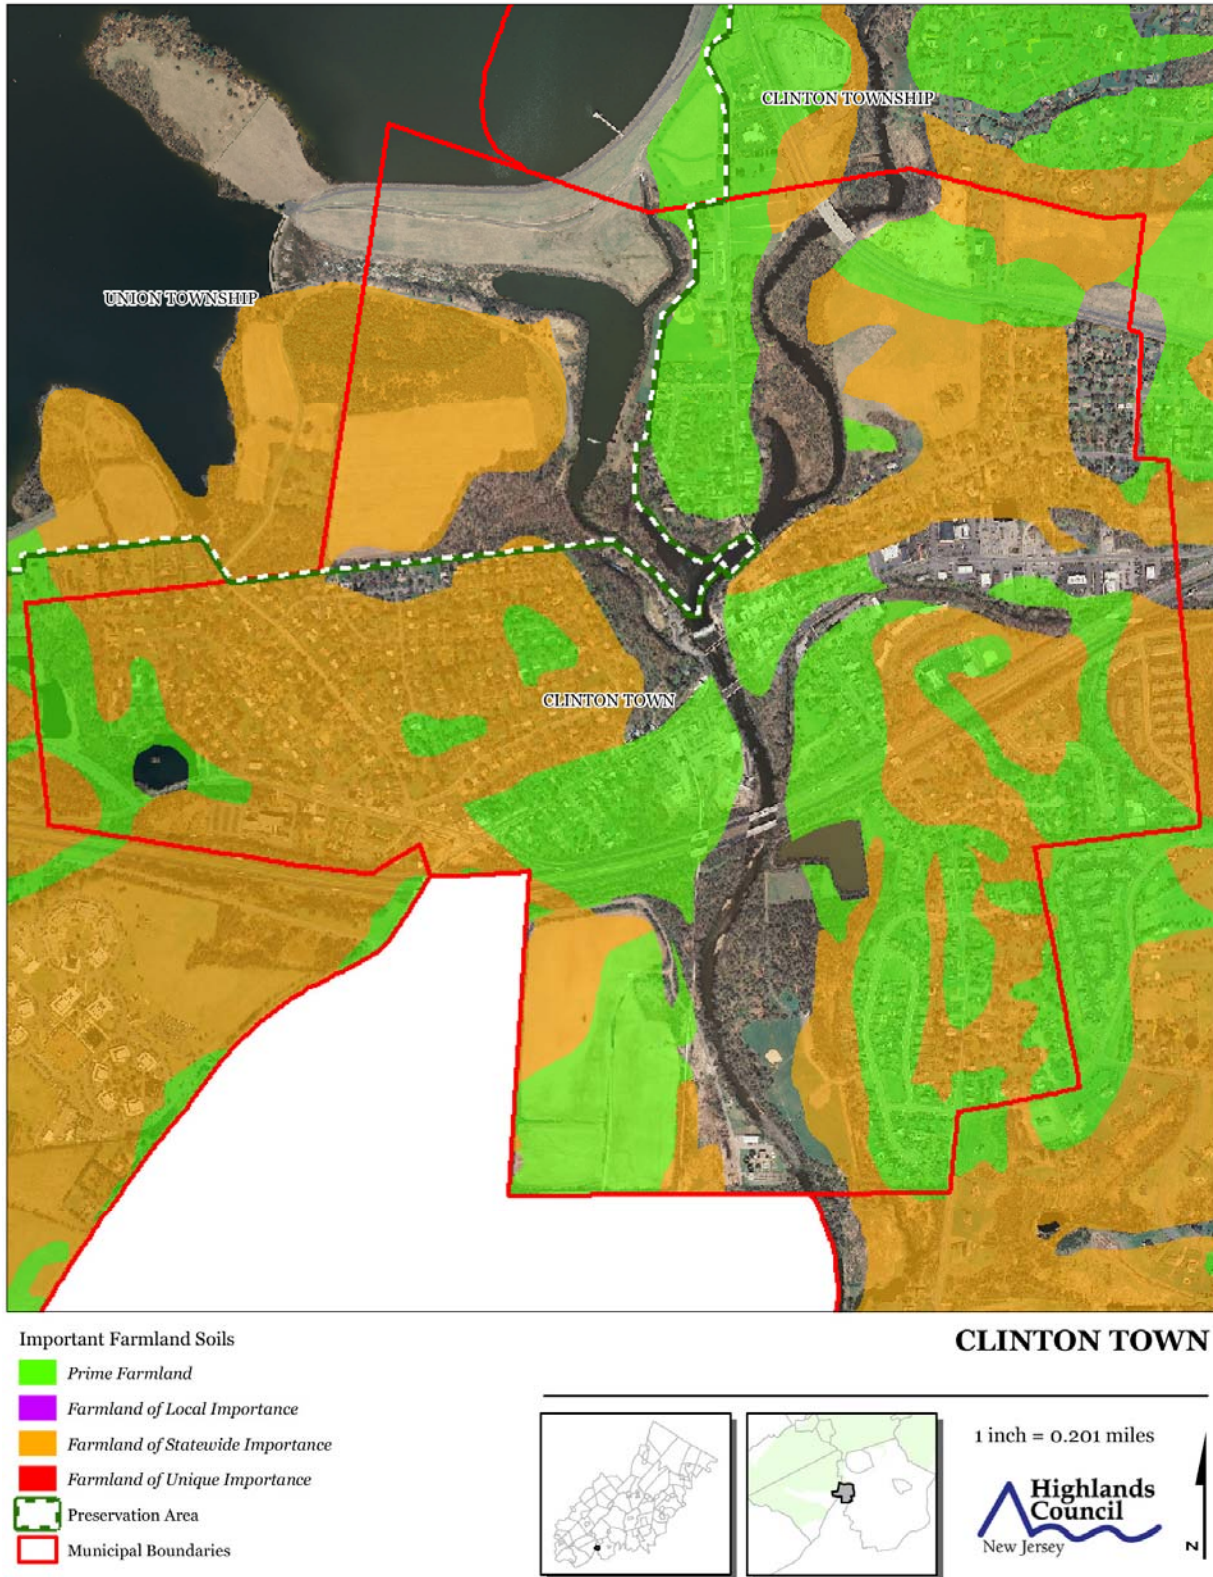 CLINTON TOWNSHIP
UNION TOWNSHIP
CLINTON TOWN
Important Farmland Soils
Prime Farmland
Farmland of Local Importance
Farmland of Statewide Importance
Farmland of Unique Importance
Preservation Area
Municipal Boundaries
CLINTON TOWN
1 inch = 0.201 miles
Highlands
Council
New Jersey
N